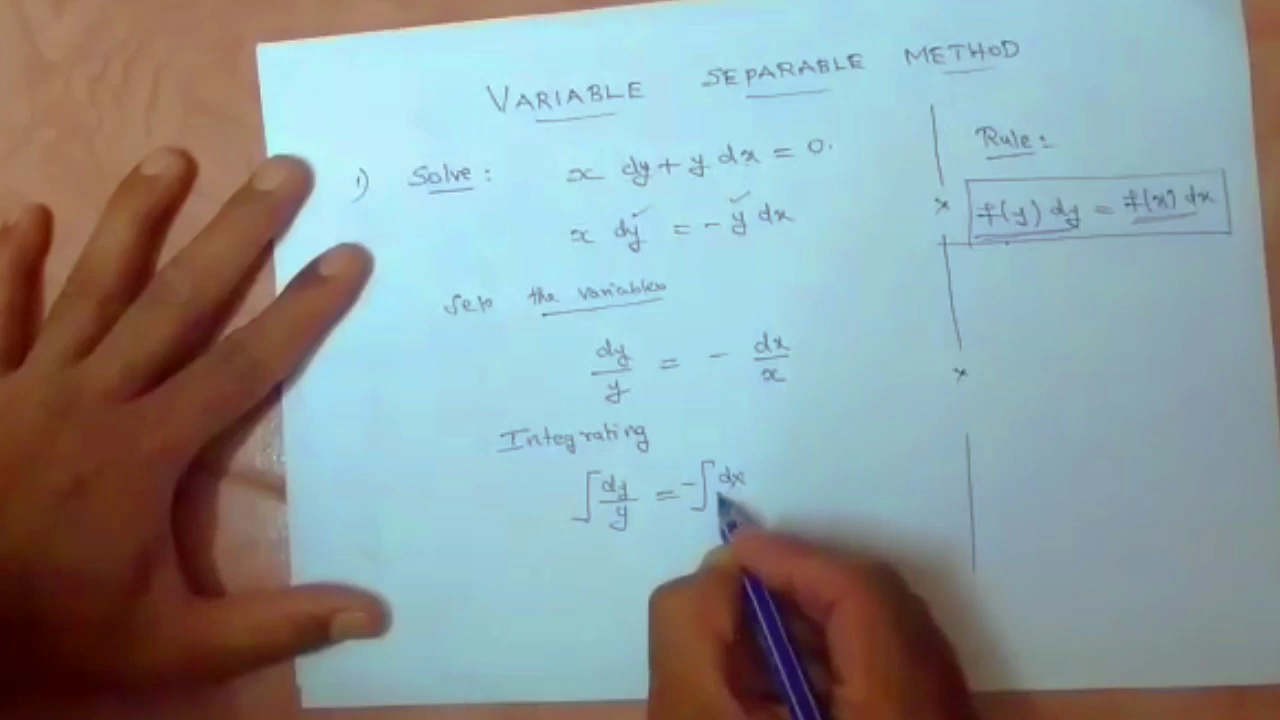 VARIABLE SEPARABLE METHOD
1) Solve: x dy + y dx = 0.
x dy = - y dx
Sep the variables
dy/y = - dx/x
Integrating
∫ dy/y = - ∫ dx
Rule:
f(y) dy = f(x) dx